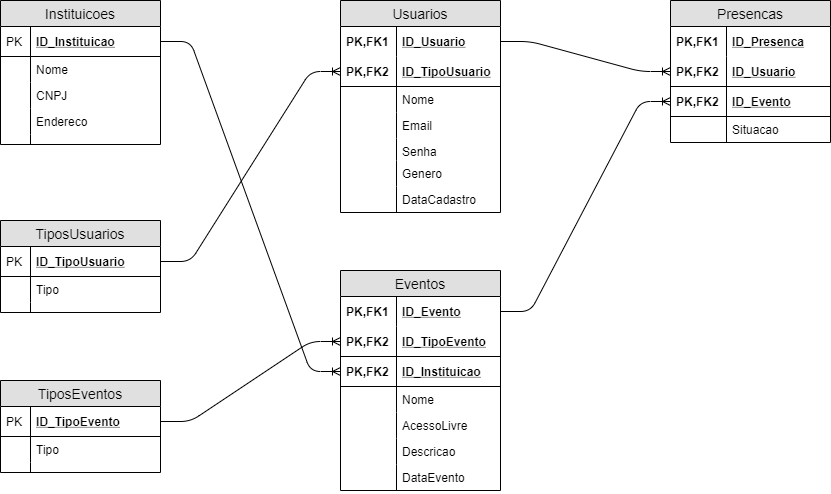 Instituicoes
PK ID_Instituicao
Nome
CNPJ
Endereco
TiposUsuarios
PK ID_TipoUsuario
Tipo
TiposEventos
PK ID_TipoEvento
Tipo
Usuarios
PK,FK1 ID_Usuario
PK,FK2 ID_TipoUsuario
Nome
Email
Senha
Genero
DataCadastro
Eventos
PK,FK1 ID_Evento
PK,FK2 ID_TipoEvento
PK,FK2 ID_Instituicao
Nome
AcessoLivre
Descricao
DataEvento
Presencas
PK,FK1 ID_Presenca
PK,FK2 ID_Usuario
PK,FK2 ID_Evento
Situacao